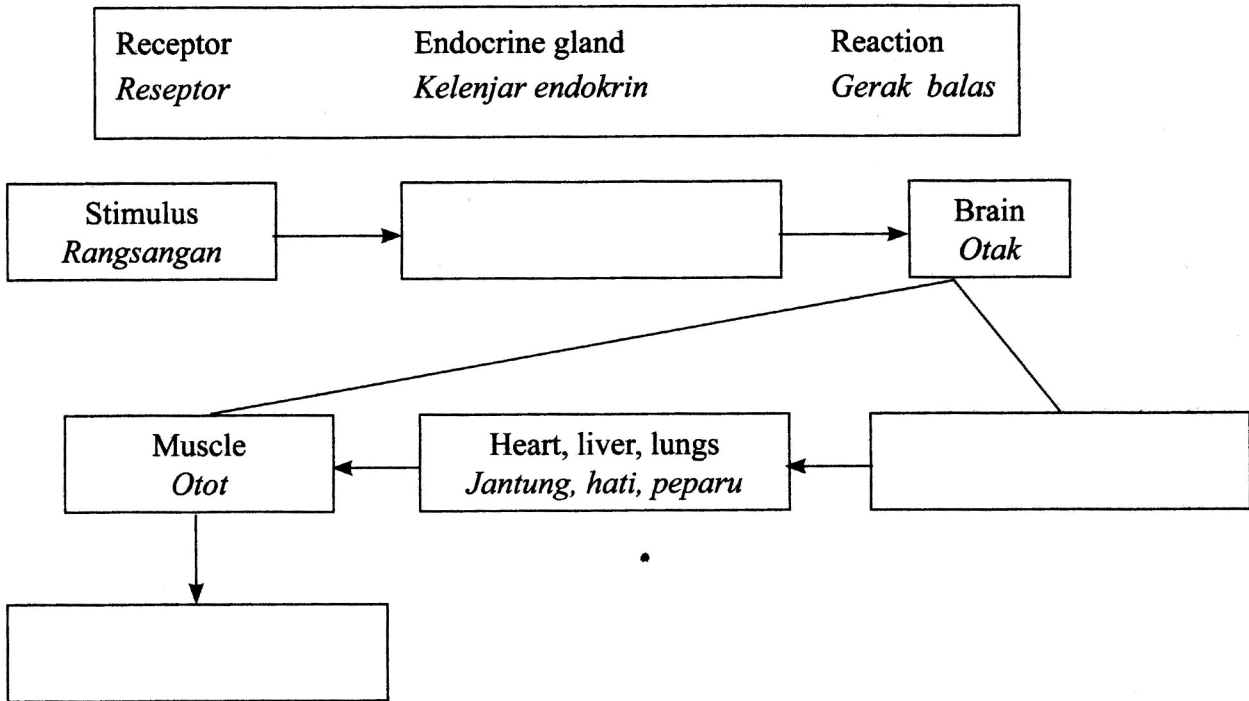 Receptor Endocrine gland Reaction
Reseptor Kelenjar endokrin Gerak balas
Stimulus Brain
Rangsangan Otak
Muscle Heart, liver, lungs
Otot Jantung, hati, peparu